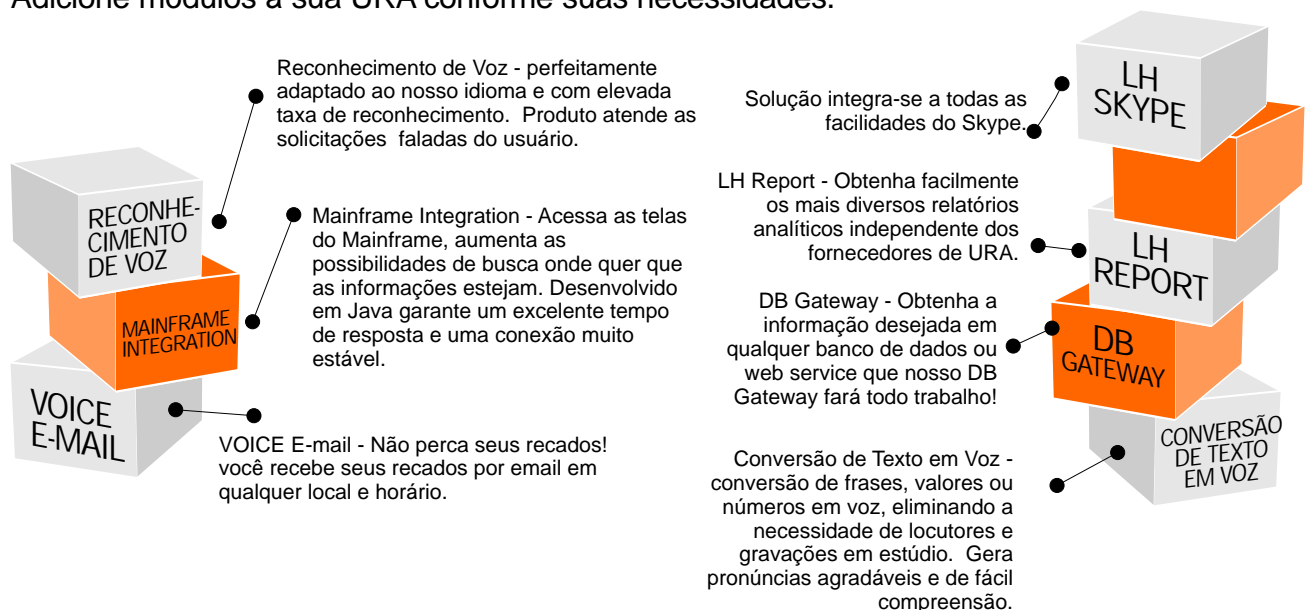 Adicione módulos à sua URA conforme suas necessidades.
Reconhecimento de Voz - perfeitamente
adaptado ao nosso idioma e com elevada
taxa de reconhecimento.  Produto atende as
solicitações  faladas do usuário.
RECONHE-
CIMENTO
DE VOZ
Mainframe Integration - Acessa as telas
do Mainframe, aumenta as
possibilidades de busca onde quer que
as informações estejam. Desenvolvido
em Java garante um excelente tempo
de resposta e uma conexão muito
estável.
MAINFRAME
INTEGRATION
VOICE
E-MAIL
VOICE E-mail - Não perca seus recados!
você recebe seus recados por email em
qualquer local e horário.
LH
SKYPE
Solução integra-se a todas as
facilidades do Skype.
LH Report - Obtenha facilmente
os mais diversos relatórios
analíticos independente dos
fornecedores de URA.
LH
REPORT
DB Gateway - Obtenha a
informação desejada em
qualquer banco de dados ou
web service que nosso DB
Gateway fará todo trabalho!
DB
GATEWAY
Conversão de Texto em Voz -
conversão de frases, valores ou
números em voz, eliminando a
necessidade de locutores e
gravações em estúdio.  Gera
pronúncias agradáveis e de fácil
compreensão.
CONVERSÃO
DE TEXTO
EM VOZ